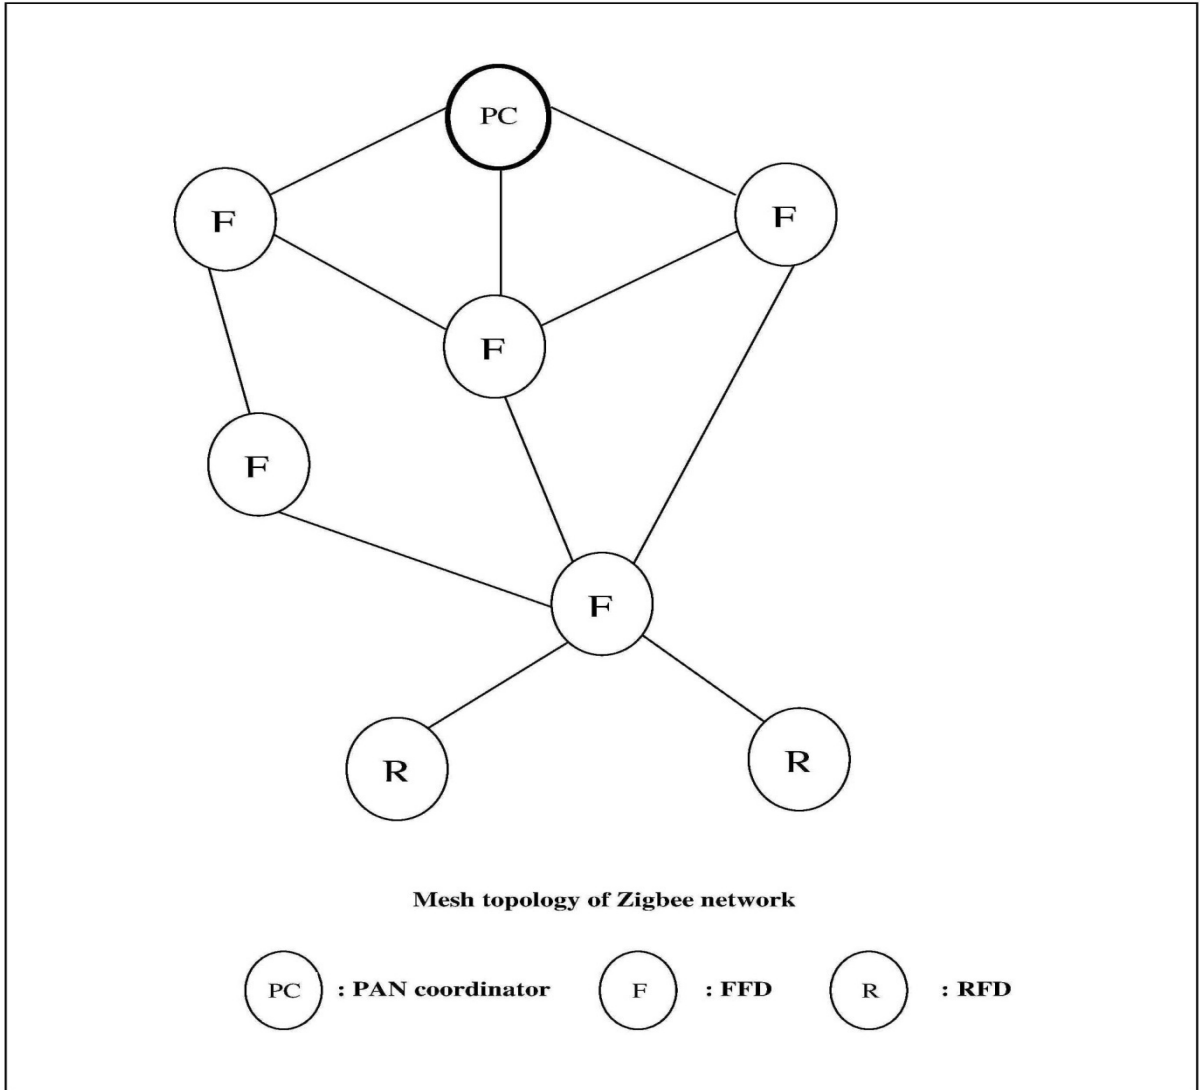 PC
F
F
F
F
F
R
R
Mesh topology of Zigbee network
PC : PAN coordinator F : FFD R : RFD